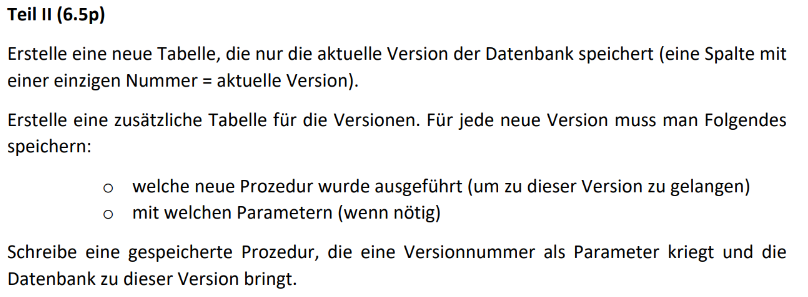 Teil II (6.5p)
Erstelle eine neue Tabelle, die nur die aktuelle Version der Datenbank speichert (eine Spalte mit
einer einzigen Nummer = aktuelle Version).
Erstelle eine zusätzliche Tabelle für die Versionen. Für jede neue Version muss man Folgendes
speichern:
o welche neue Prozedur wurde ausgeführt (um zu dieser Version zu gelangen)
o mit welchen Parametern (wenn nötig)
Schreibe eine gespeicherte Prozedur, die eine Versionnummer als Parameter kriegt und die
Datenbank zu dieser Version bringt.